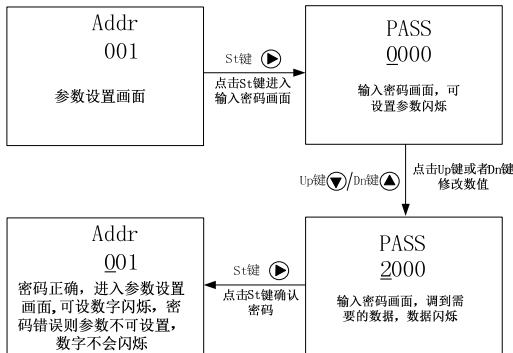 Addr
001
参数设置画面
St键
点击St键进入
输入密码画面
PASS
0000
输入密码画面，可
设置参数闪烁
Up键/Dn键
点击Up键或者Dn键
修改数值
PASS
2000
输入密码画面，调到需
要的数据，数据闪烁
St键
点击St键确认
密码
Addr
001
密码正确，进入参数设置
画面,可设数字闪烁，密
码错误则参数不可设置，
数字不会闪烁